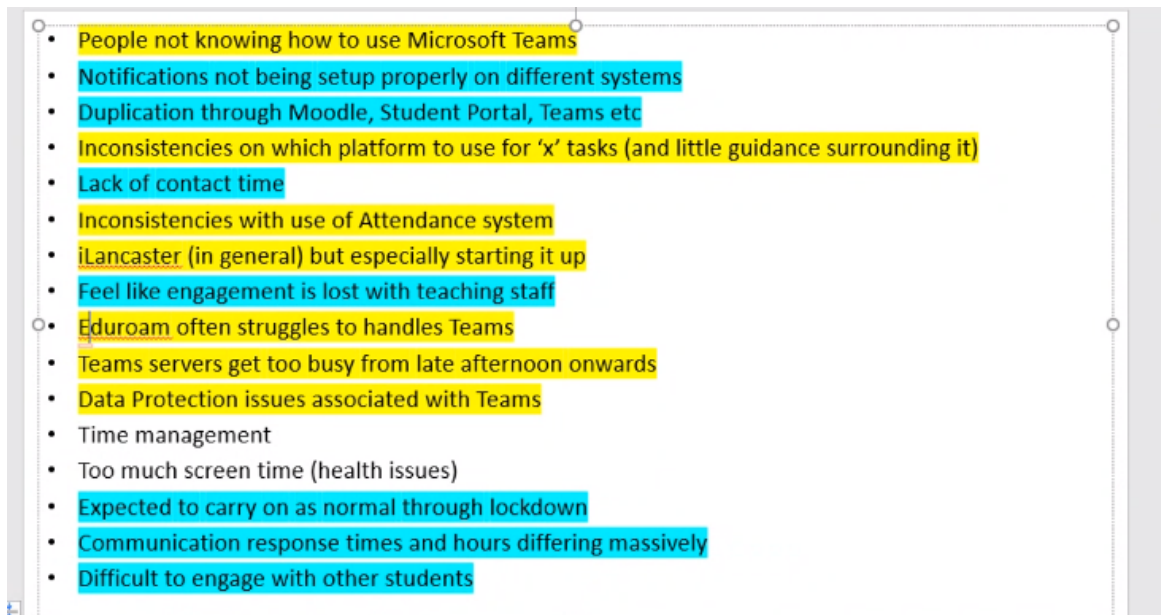 • People not knowing how to use Microsoft Teams
• Notifications not being setup properly on different systems
• Duplication through Moodle, Student Portal, Teams etc
• Inconsistencies on which platform to use for ‘x’ tasks (and little guidance surrounding it)
• Lack of contact time
• Inconsistencies with use of Attendance system
• iLancaster (in general) but especially starting it up
• Feel like engagement is lost with teaching staff
• Eduroam often struggles to handles Teams
• Teams servers get too busy from late afternoon onwards
• Data Protection issues associated with Teams
• Time management
• Too much screen time (health issues)
• Expected to carry on as normal through lockdown
• Communication response times and hours differing massively
• Difficult to engage with other students